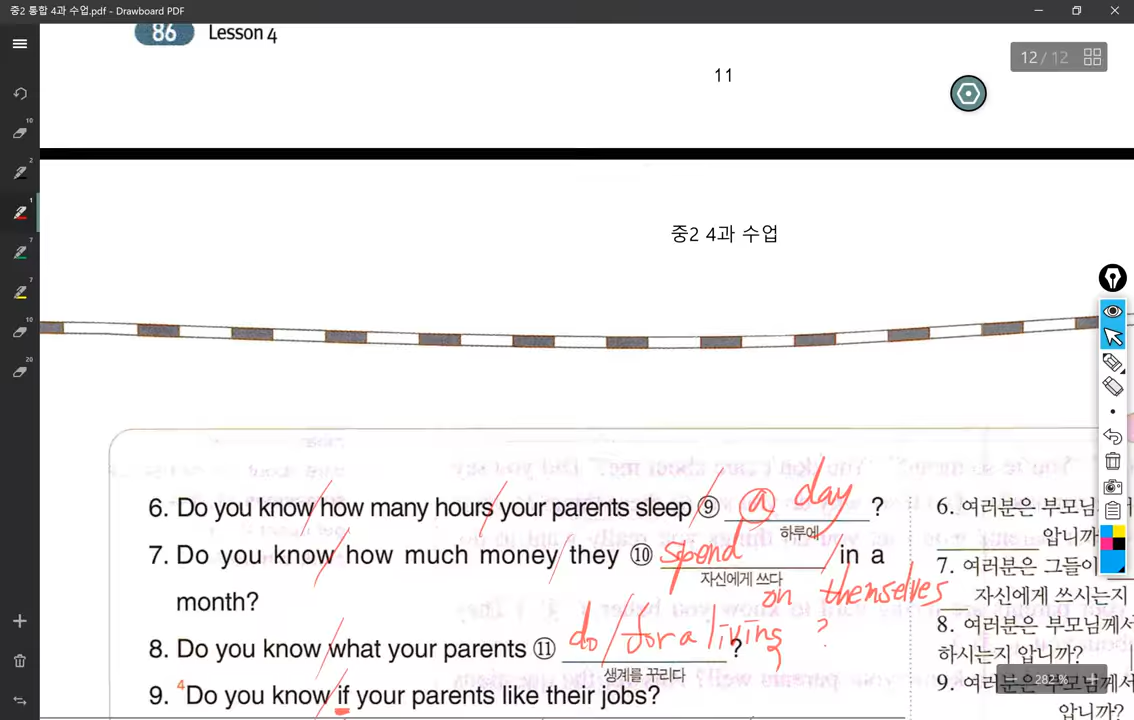 중2 통합 4과 수업.pdf - Drawboard PDF
86 Lesson 4
12 / 12
11
중2 4과 수업
6. Do you know how many hours your parents sleep ⑨ a day ?
하루에
7. Do you know how much money they ⑩ spend in a
자신에게 쓰다
on themselves
month?
8. Do you know what your parents ⑪ do for a living ?
생계를 꾸리다
9. 4Do you know if your parents like their jobs?
6. 여러분은 부모님
압니까
7. 여러분은 그들이
자신에게 쓰시는지
8. 여러분은 부모님께서
하시는지 압니까?
9. 여러분은 부모님께서
압니까?
282 %
10
2
1
7
7
10
20